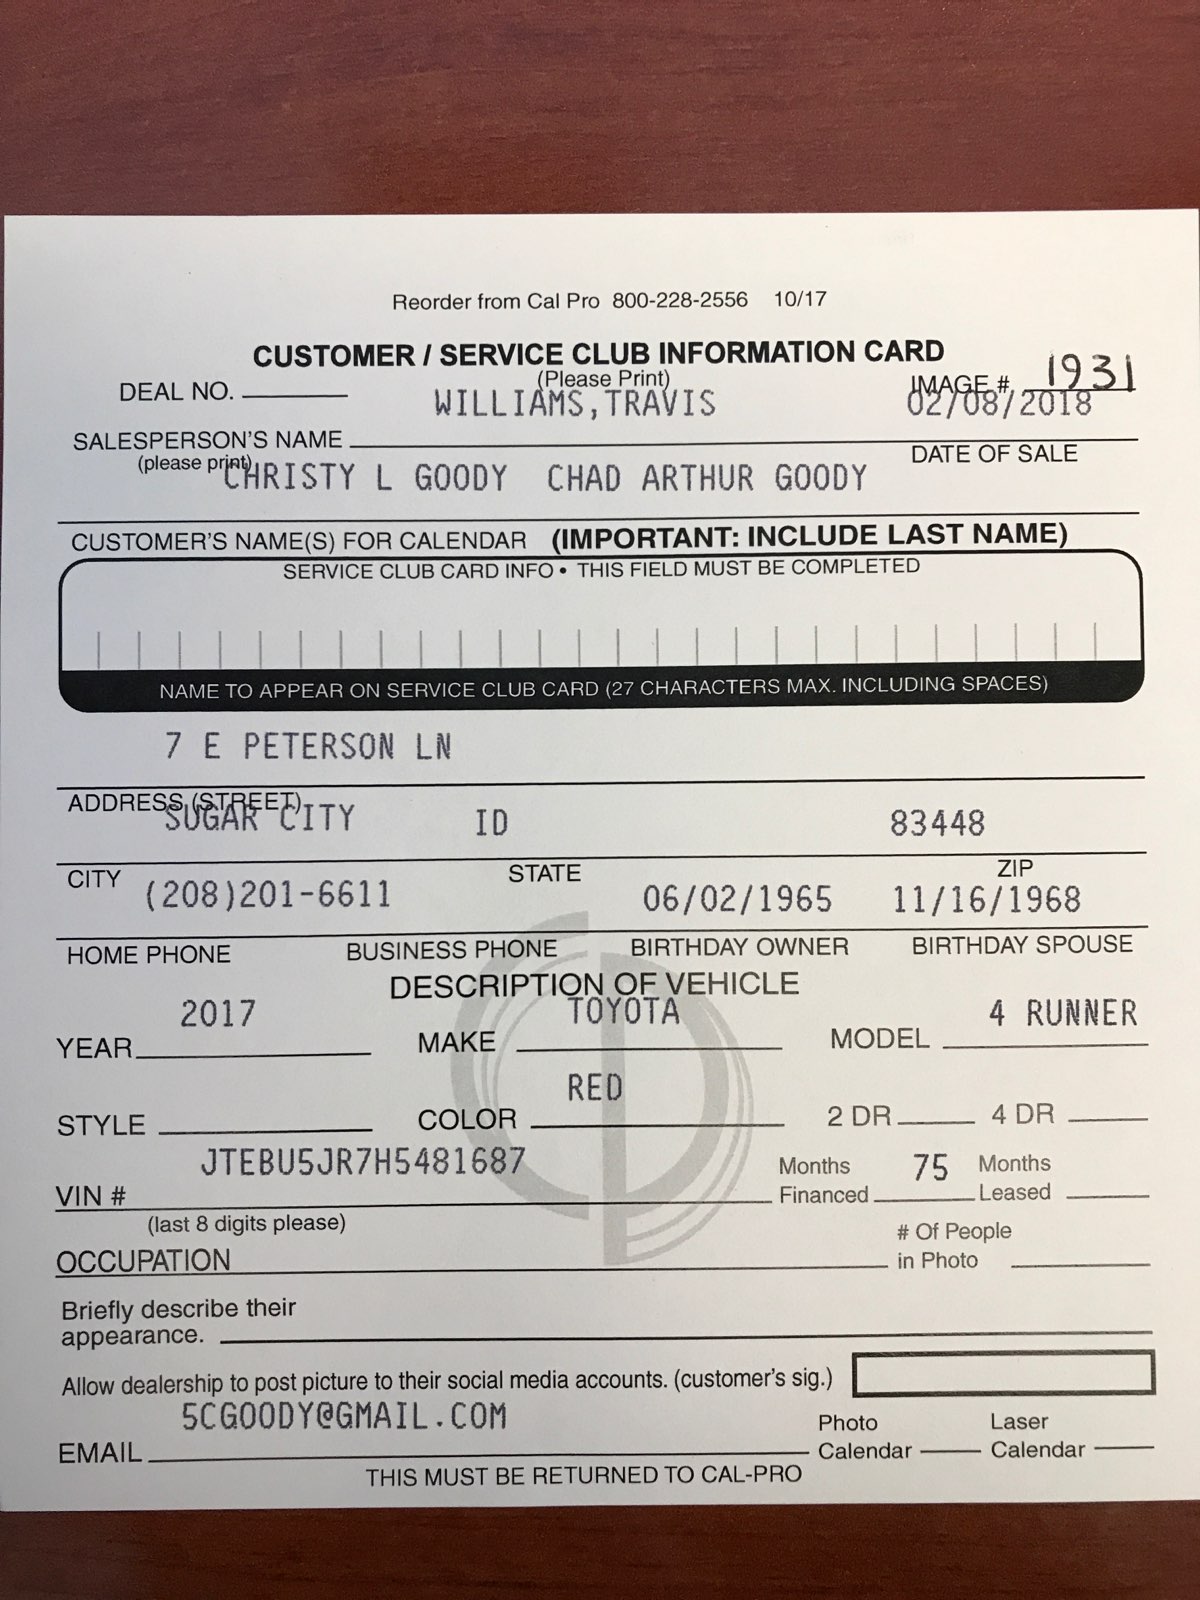 Reorder from Cal Pro 800-228-2556 10/17
CUSTOMER / SERVICE CLUB INFORMATION CARD
(Please Print)
DEAL NO.
IMAGE # 1931
WILLIAMS,TRAVIS 02/08/2018
SALESPERSON'S NAME
(please print)
DATE OF SALE
CHRISTY L GOODY CHAD ARTHUR GOODY
CUSTOMER'S NAME(S) FOR CALENDAR (IMPORTANT: INCLUDE LAST NAME)
SERVICE CLUB CARD INFO • THIS FIELD MUST BE COMPLETED
NAME TO APPEAR ON SERVICE CLUB CARD (27 CHARACTERS MAX. INCLUDING SPACES)
7 E PETERSON LN
ADDRESS (STREET)
SUGAR CITY ID 83448
CITY STATE ZIP
(208)201-6611 06/02/1965 11/16/1968
HOME PHONE BUSINESS PHONE BIRTHDAY OWNER BIRTHDAY SPOUSE
DESCRIPTION OF VEHICLE
2017 TOYOTA 4 RUNNER
YEAR MAKE MODEL
RED
STYLE COLOR 2 DR 4 DR
JTEBU5JR7H5481687
VIN #
(last 8 digits please)
Months Financed 75 Months Leased
OCCUPATION
# Of People
in Photo
Briefly describe their
appearance.
Allow dealership to post picture to their social media accounts. (customer's sig.)
5CGOODY@GMAIL.COM
EMAIL
Photo Calendar Laser Calendar
THIS MUST BE RETURNED TO CAL-PRO